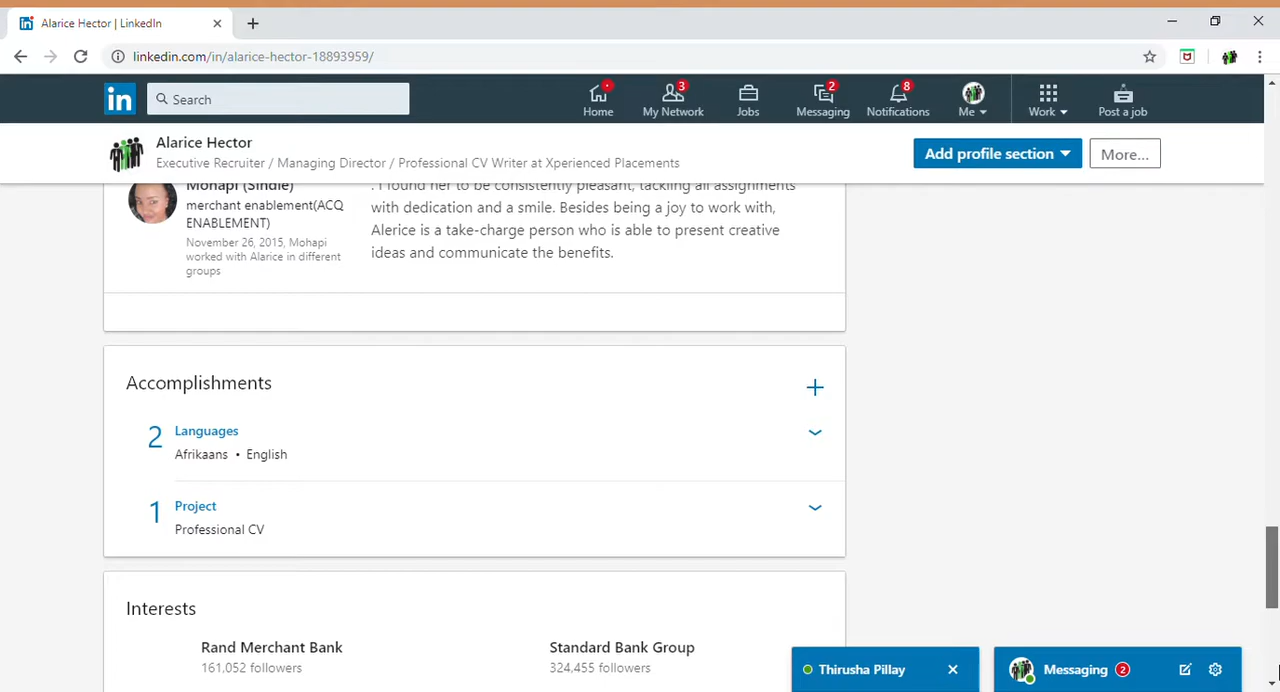 Alarice Hector | LinkedIn
linkedin.com/in/alarice-hector-18893959/
in
Search
Home
3
My Network
Jobs
2
Messaging
8
Notifications
Me
Work
Post a job
Alarice Hector
Executive Recruiter / Managing Director / Professional CV Writer at Xperienced Placements
Add profile section
More...
Mohapi (Sindie)
merchant enablement(ACQ
ENABLEMENT)
November 26, 2015, Mohapi
worked with Alarice in different
groups
. I found her to be consistently pleasant, tackling all assignments
with dedication and a smile. Besides being a joy to work with,
Alerice is a take-charge person who is able to present creative
ideas and communicate the benefits.
Accomplishments
2
Languages
Afrikaans • English
1
Project
Professional CV
Interests
Rand Merchant Bank
161,052 followers
Standard Bank Group
324,455 followers
Thirusha Pillay
Messaging 2